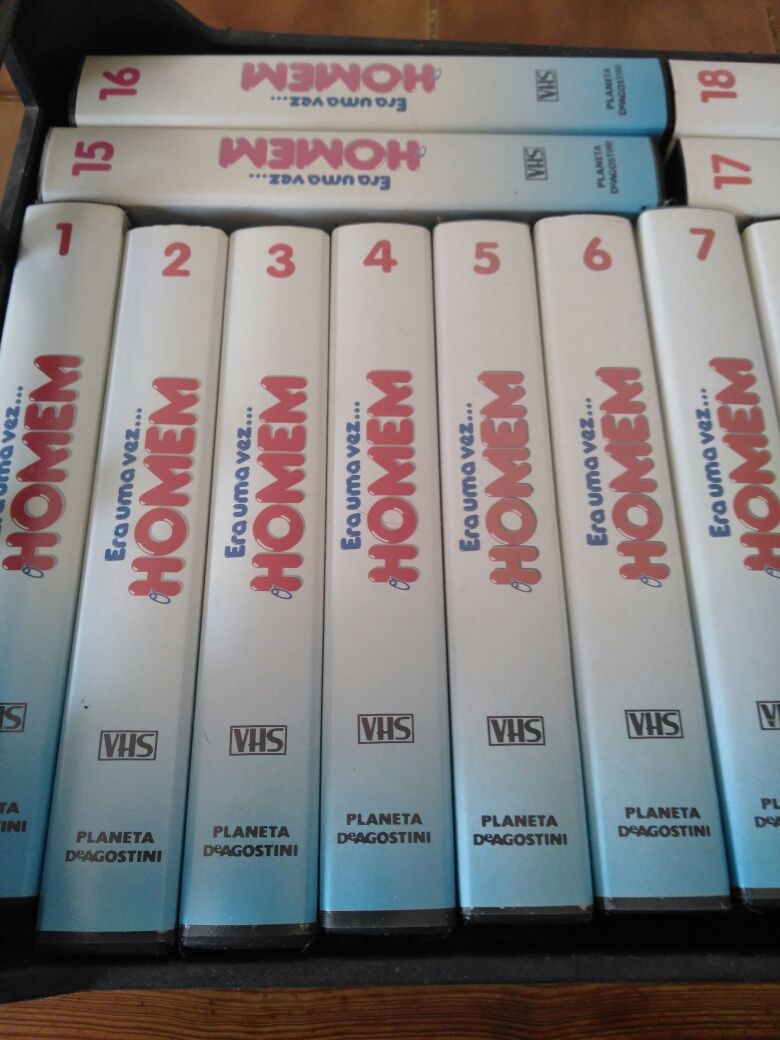 16
Era uma vez...
o HOMEM
VHS
PLANETA
DeAGOSTINI
18
15
Era uma vez...
o HOMEM
VHS
PLANETA
DeAGOSTINI
17
1
Era uma vez...
o HOMEM
2
Era uma vez...
o HOMEM
VHS
PLANETA
DeAGOSTINI
3
Era uma vez...
o HOMEM
VHS
PLANETA
DeAGOSTINI
4
Era uma vez...
o HOMEM
VHS
PLANETA
DeAGOSTINI
5
Era uma vez...
o HOMEM
VHS
PLANETA
DeAGOSTINI
6
Era uma vez...
o HOMEM
VHS
PLANETA
DeAGOSTINI
7
Era uma vez...
o HOMEM